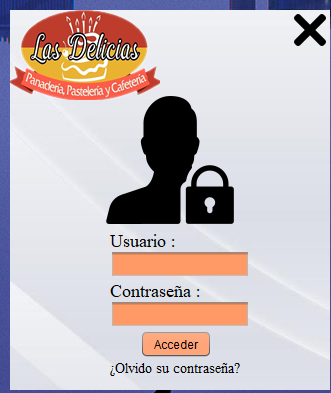 Las Delicias
Panadería, Pastelería y Cafetería
Usuario :
Contraseña :
Acceder
¿Olvido su contraseña?